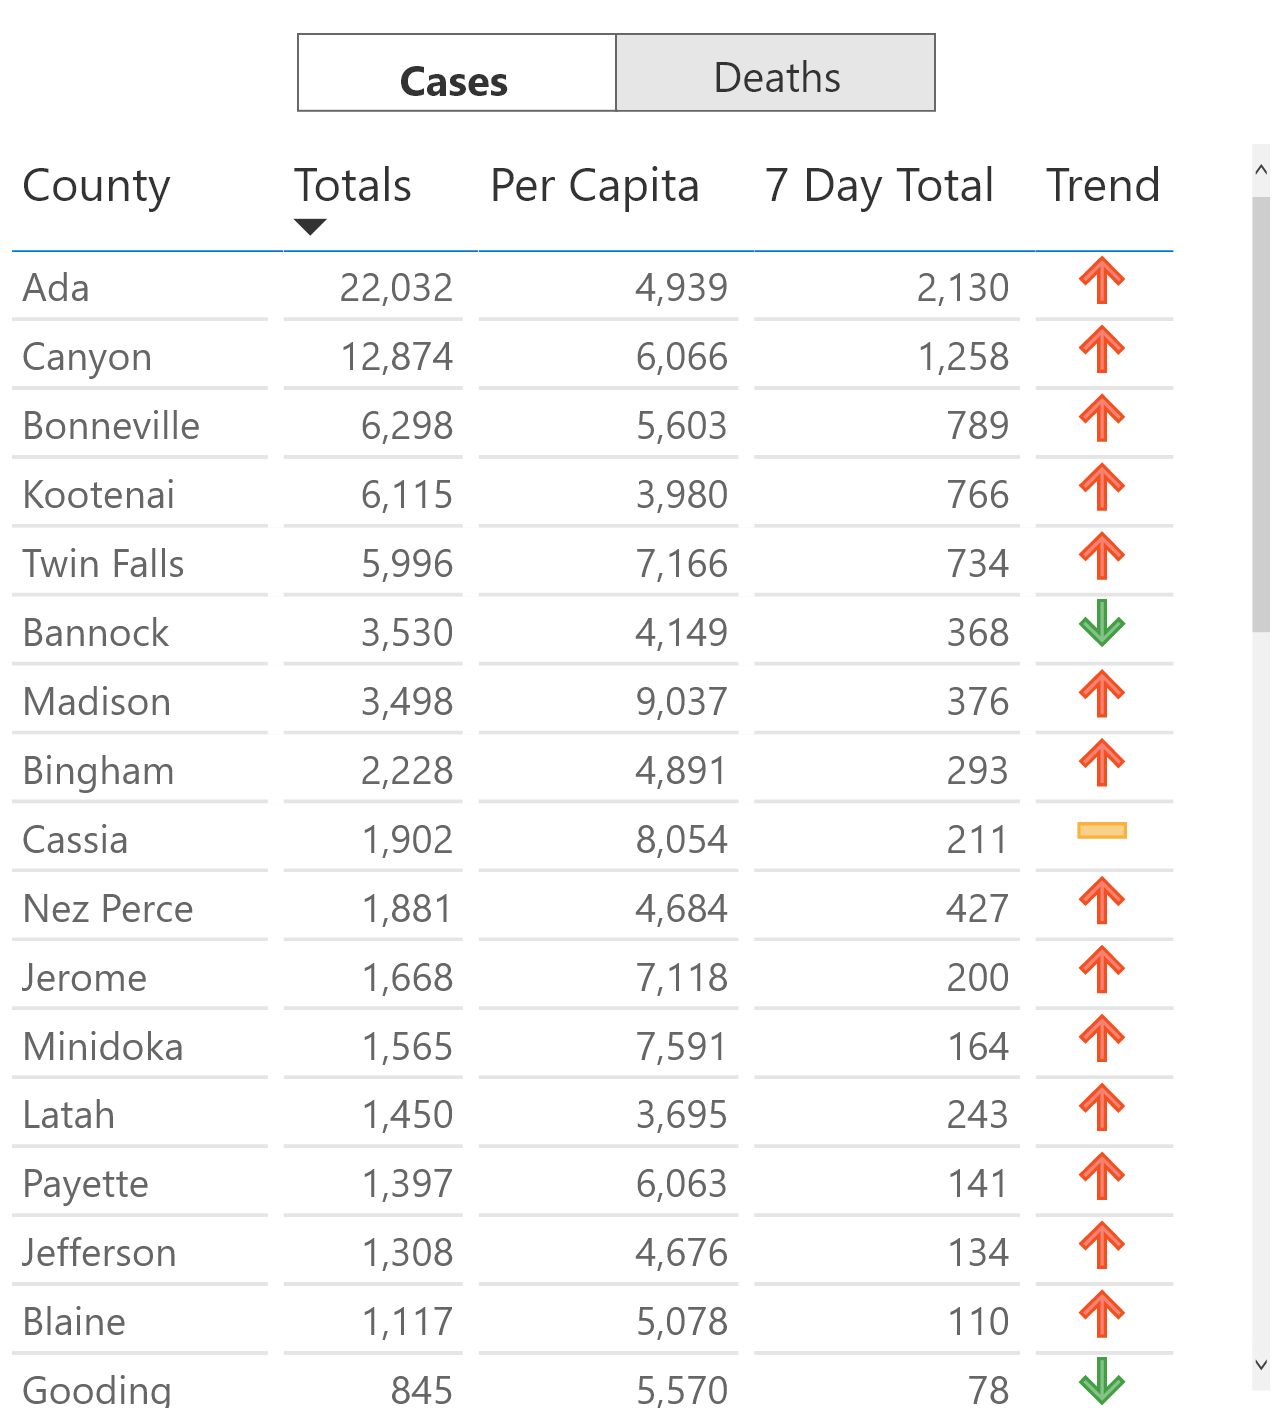 Cases Deaths
County Totals Per Capita 7 Day Total Trend
Ada 22,032 4,939 2,130
Canyon 12,874 6,066 1,258
Bonneville 6,298 5,603 789
Kootenai 6,115 3,980 766
Twin Falls 5,996 7,166 734
Bannock 3,530 4,149 368
Madison 3,498 9,037 376
Bingham 2,228 4,891 293
Cassia 1,902 8,054 211
Nez Perce 1,881 4,684 427
Jerome 1,668 7,118 200
Minidoka 1,565 7,591 164
Latah 1,450 3,695 243
Payette 1,397 6,063 141
Jefferson 1,308 4,676 134
Blaine 1,117 5,078 110
Gooding 845 5,570 78